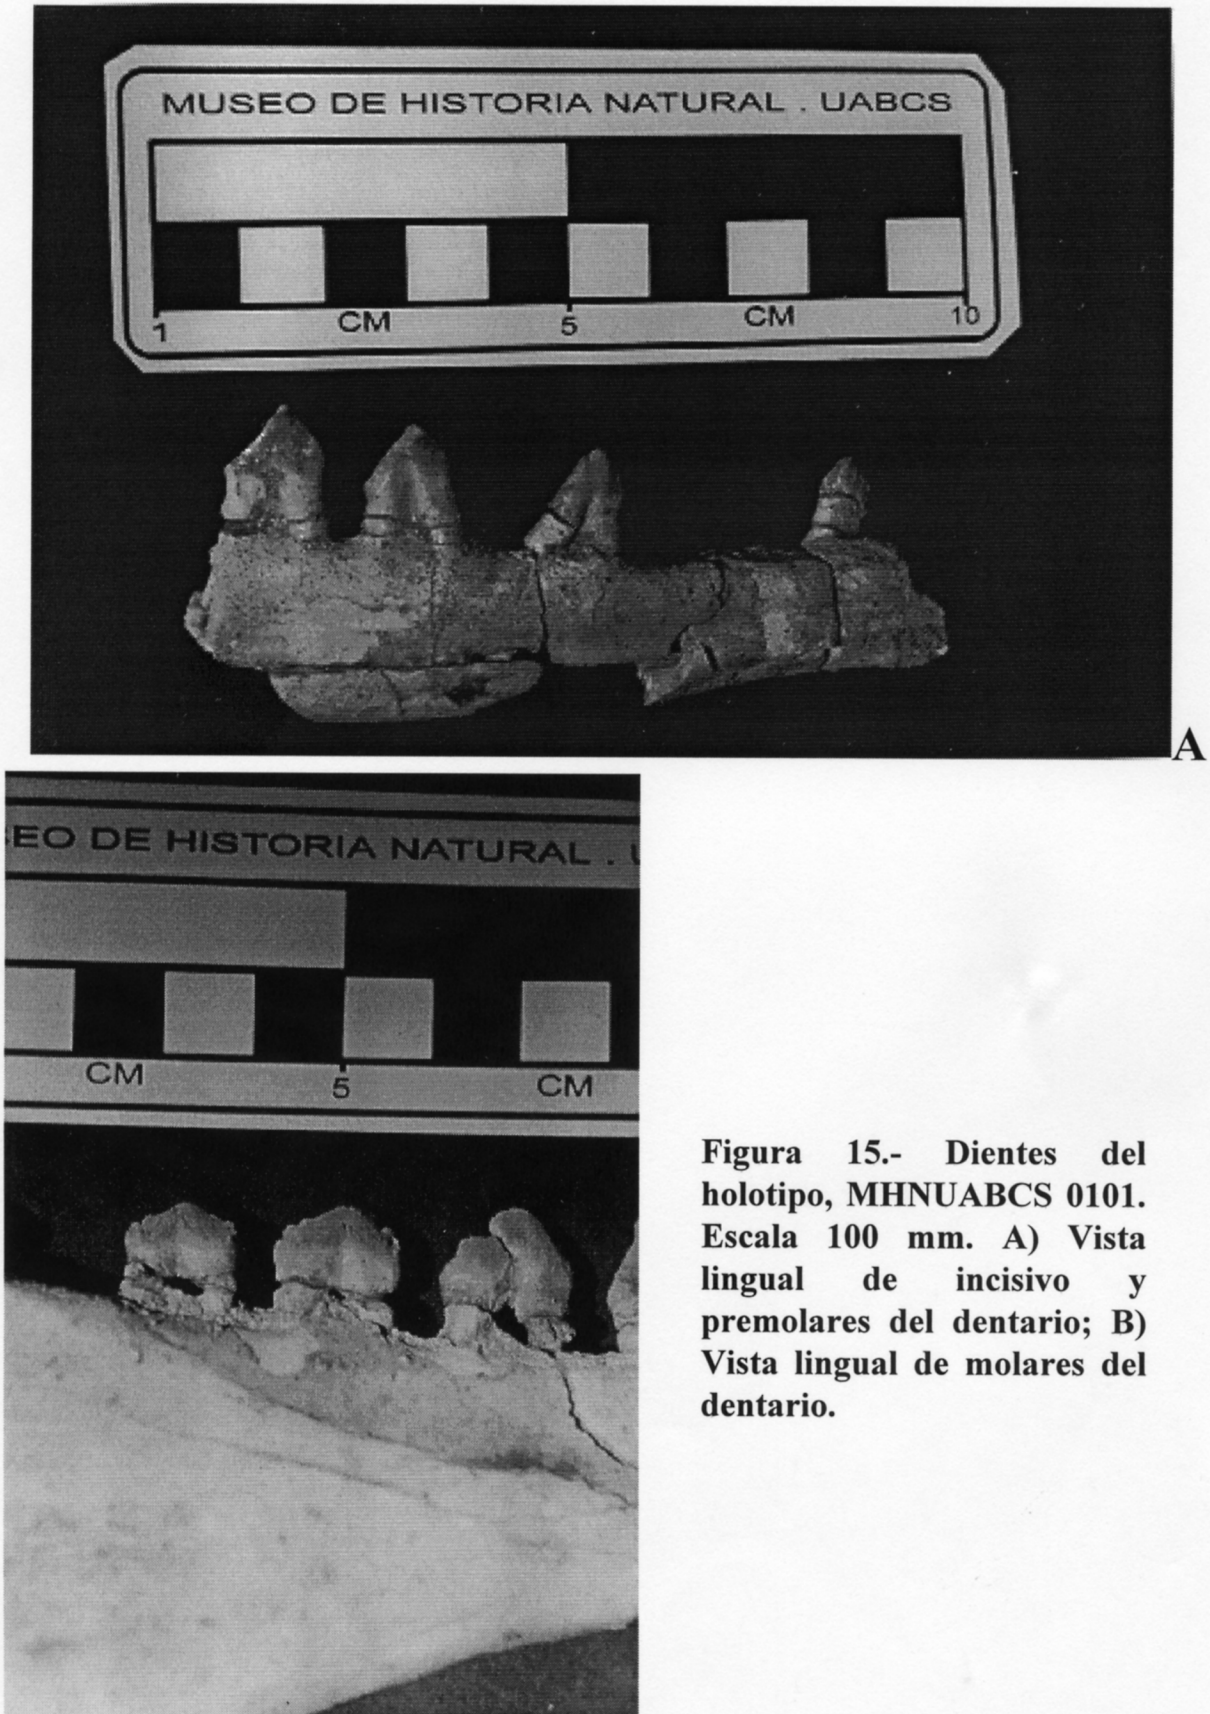 MUSEO DE HISTORIA NATURAL . UABCS
1 CM 5 CM 10
A
EO DE HISTORIA NATURAL .
CM 5 CM
Figura 15.- Dientes del
holotipo, MHNUABCS 0101.
Escala 100 mm. A) Vista
lingual de incisivo y
premolares del dentario; B)
Vista lingual de molares del
dentario.